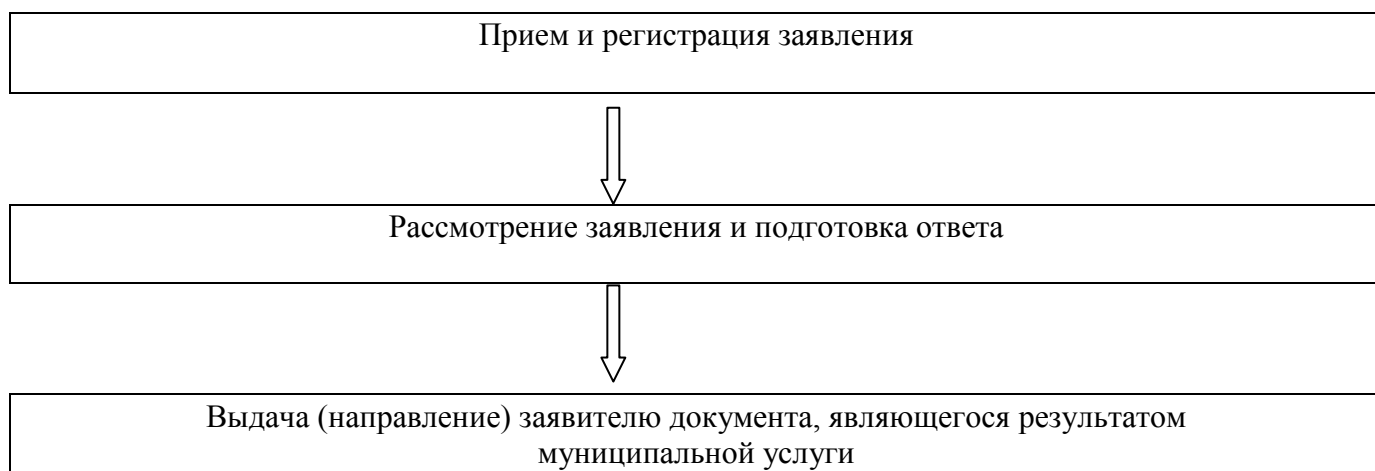 Прием и регистрация заявления
Рассмотрение заявления и подготовка ответа
Выдача (направление) заявителю документа, являющегося результатом
муниципальной услуги